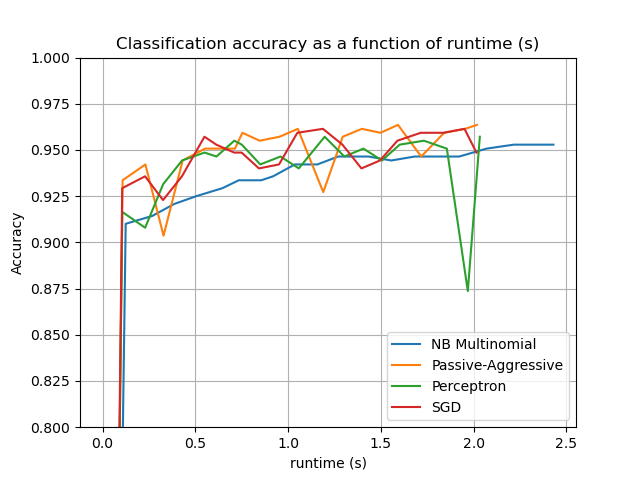 Classification accuracy as a function of runtime (s)
1.000
0.975
0.950
0.925
0.900
0.875
0.850
0.825
0.800
Accuracy
NB Multinomial
Passive-Aggressive
Perceptron
SGD
0.0 0.5 1.0 1.5 2.0 2.5
runtime (s)